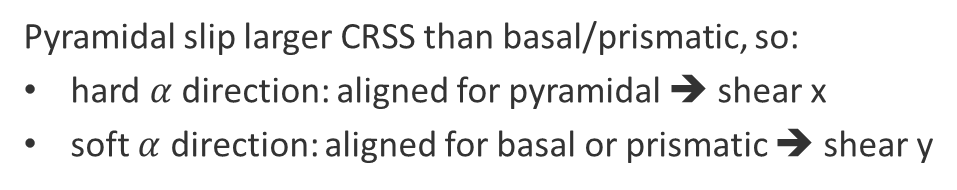 Pyramidal slip larger CRSS than basal/prismatic, so:
• hard α direction: aligned for pyramidal ➔ shear x
• soft α direction: aligned for basal or prismatic ➔ shear y